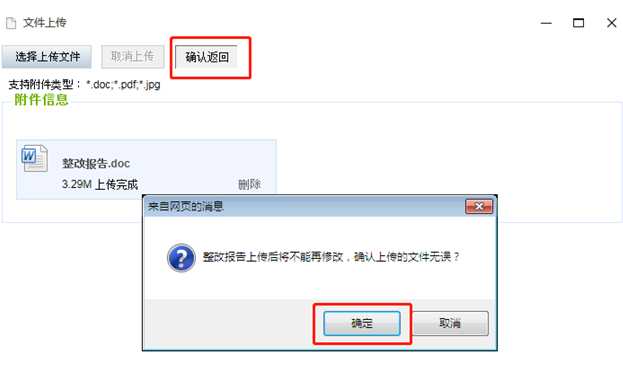 文件上传
选择上传文件 取消上传 确认返回
支持附件类型：*.doc;*.pdf;*.jpg
附件信息
整改报告.doc
3.29M 上传完成 删除
来自网页的消息
整改报告上传后将不能再修改，确认上传的文件无误？
确定 取消